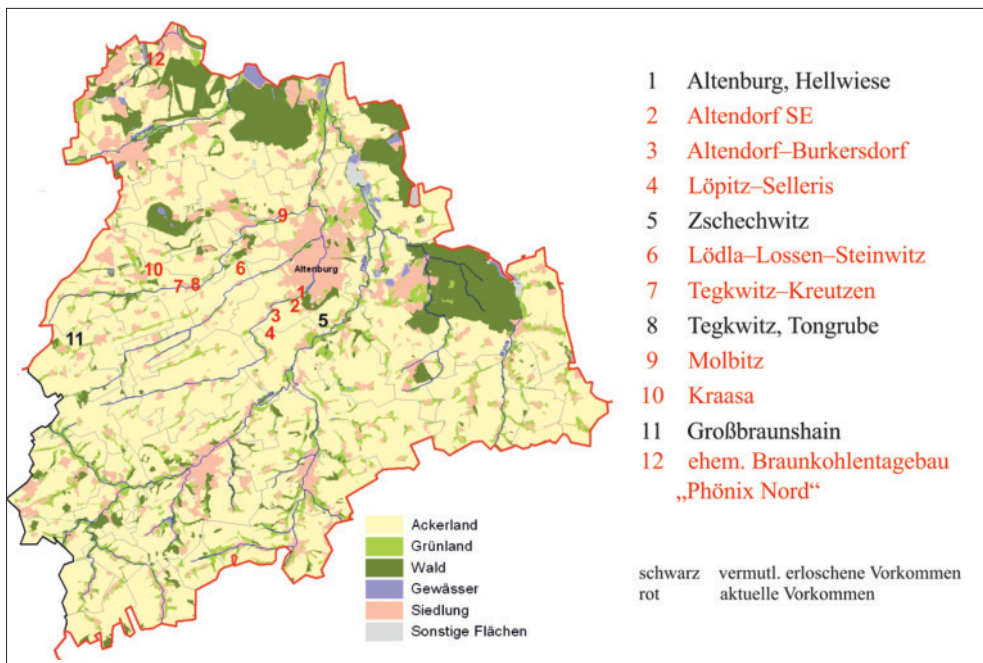 12
9
10
6
7
8
Altenburg
1
2
3
5
4
11
1 Altenburg, Hellwiese
2 Altendorf SE
3 Altendorf–Burkersdorf
4 Löpitz–Selleris
5 Zschechwitz
6 Lödla–Lossen–Steinwitz
7 Tegkwitz–Kreutzen
8 Tegkwitz, Tongrube
9 Molbitz
10 Kraasa
11 Großbraunshain
12 ehem. Braunkohlentagebau
„Phönix Nord“
Ackerland
Grünland
Wald
Gewässer
Siedlung
Sonstige Flächen
schwarz vermutl. erloschene Vorkommen
rot aktuelle Vorkommen